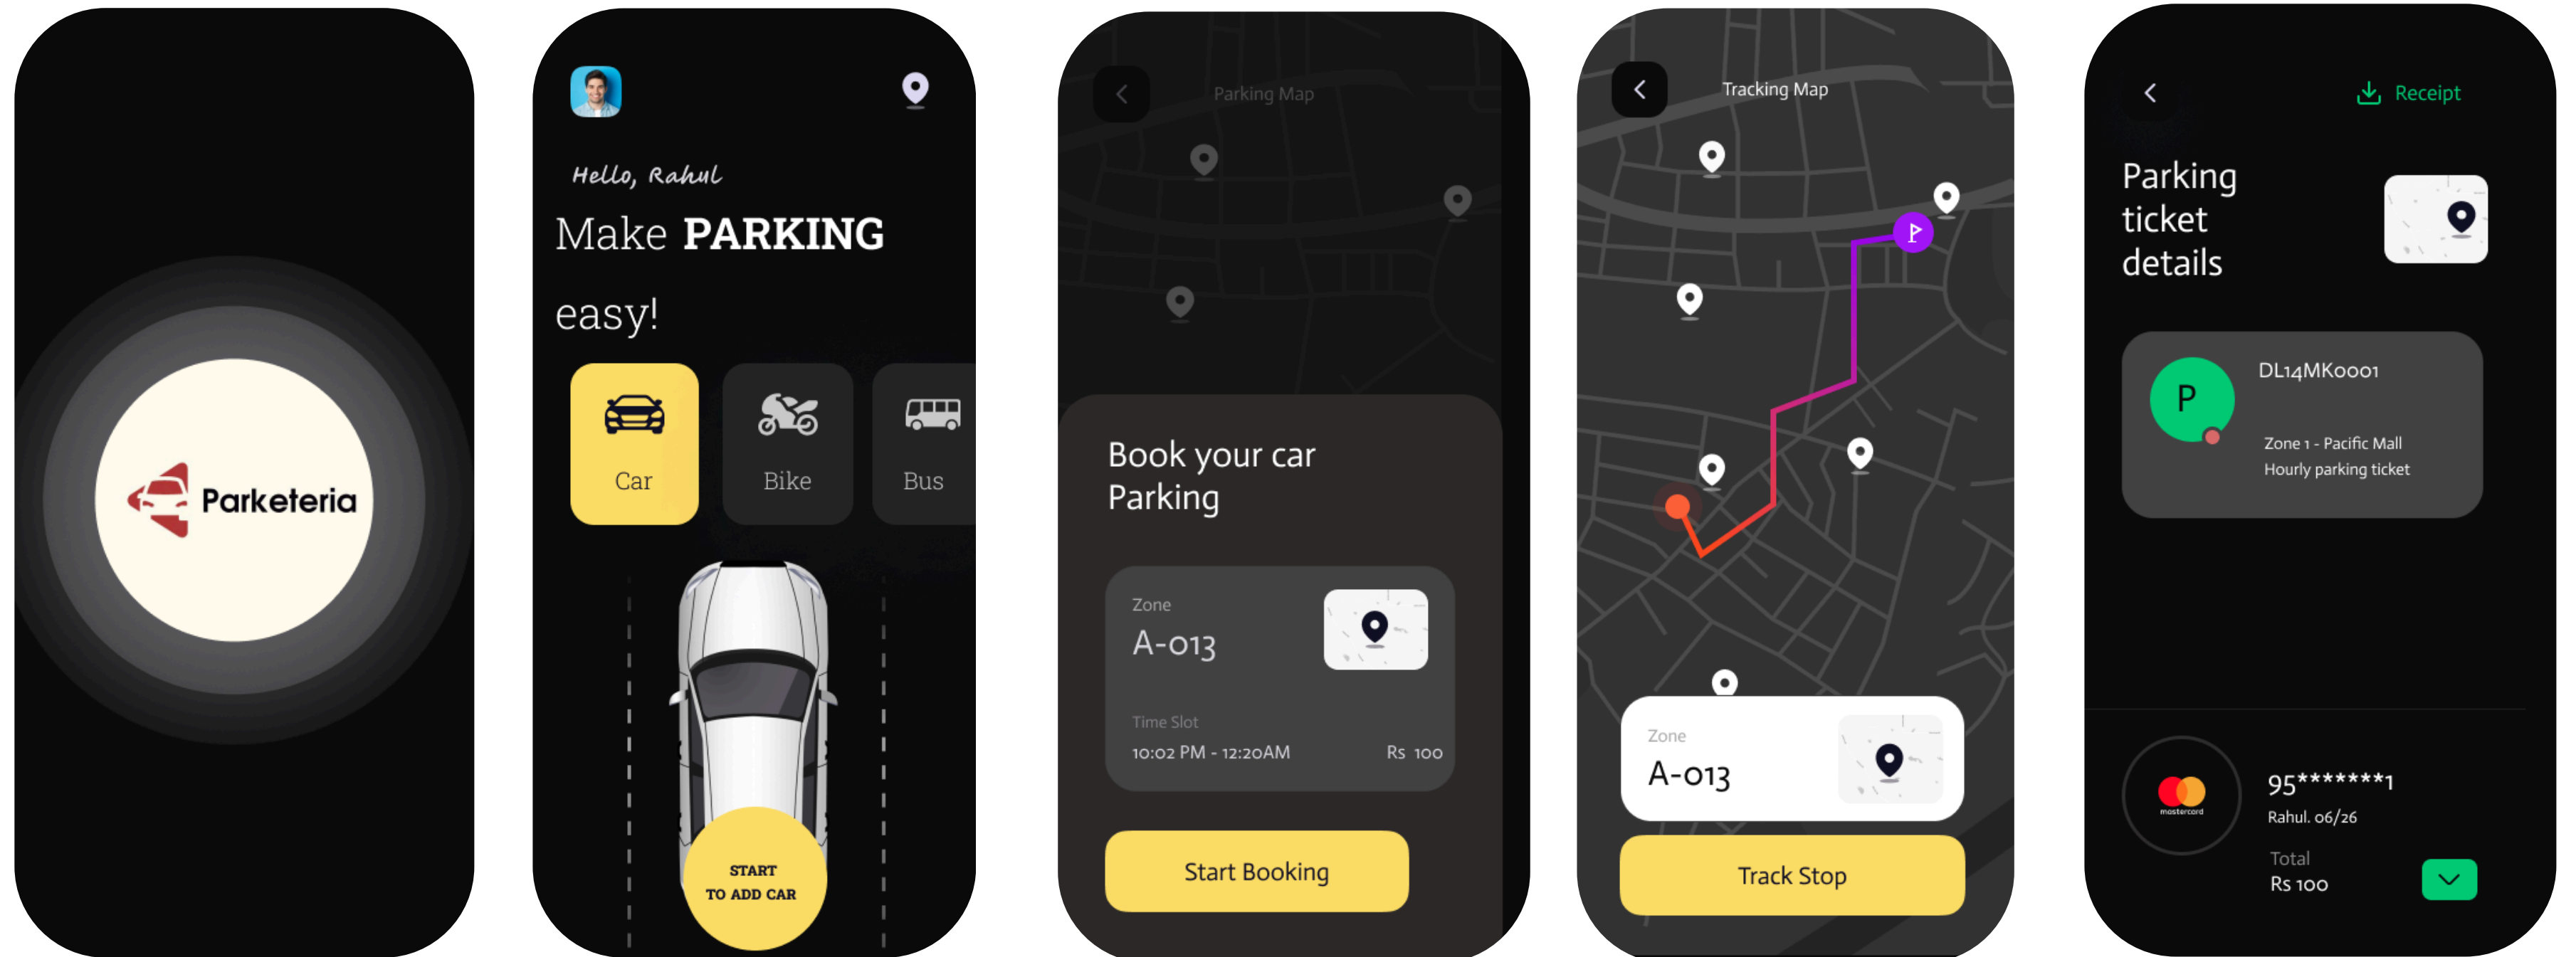 Parketeria
Hello, Rahul
Make PARKING
easy!
Car
Bike
Bus
START
TO ADD CAR
Parking Map
Book your car
Parking
Zone
A-013
Time Slot
10:02 PM - 12:20AM
Rs 100
Start Booking
Tracking Map
Zone
A-013
Track Stop
Receipt
Parking
ticket
details
P
DL14MK0001
Zone 1 - Pacific Mall
Hourly parking ticket
mastercard
95*******1
Rahul. 06/26
Total
Rs 100